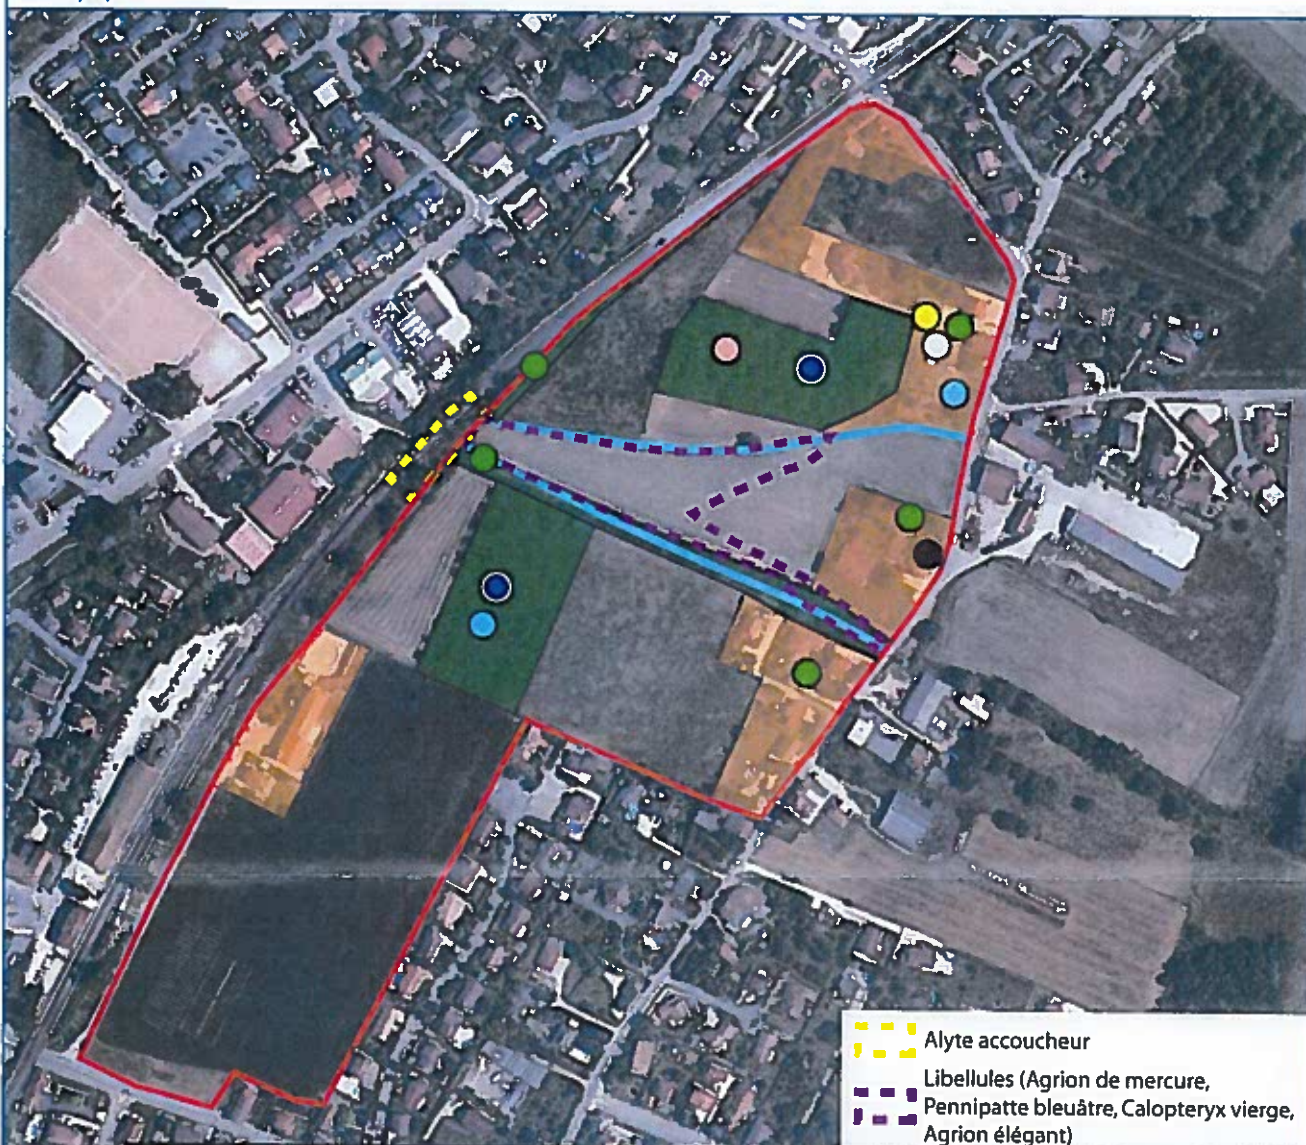 Alyte accoucheur
Libellules (Agrion de mercure,
Pennipatte bleuâtre, Calopteryx vierge,
Agrion élégant)